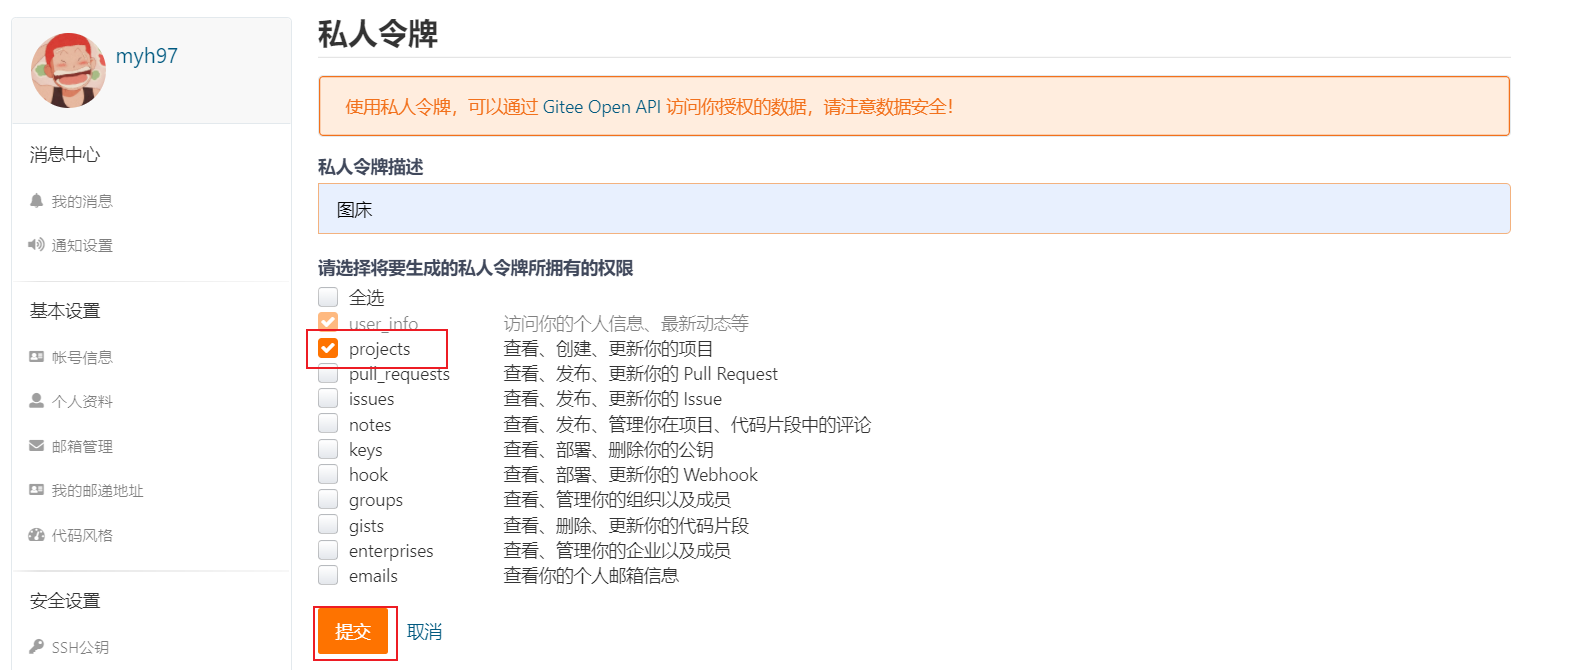 myh97
消息中心
我的消息
通知设置
基本设置
帐号信息
个人资料
邮箱管理
我的邮递地址
代码风格
安全设置
SSH公钥
私人令牌
使用私人令牌，可以通过 Gitee Open API 访问你授权的数据，请注意数据安全！
私人令牌描述
图床
请选择将要生成的私人令牌所拥有的权限
全选
user_info 访问你的个人信息、最新动态等
projects 查看、创建、更新你的项目
pull_requests 查看、发布、更新你的 Pull Request
issues 查看、发布、更新你的 Issue
notes 查看、发布、管理你在项目、代码片段中的评论
keys 查看、部署、删除你的公钥
hook 查看、部署、更新你的 Webhook
groups 查看、管理你的组织以及成员
gists 查看、删除、更新你的代码片段
enterprises 查看、管理你的企业以及成员
emails 查看你的个人邮箱信息
提交 取消